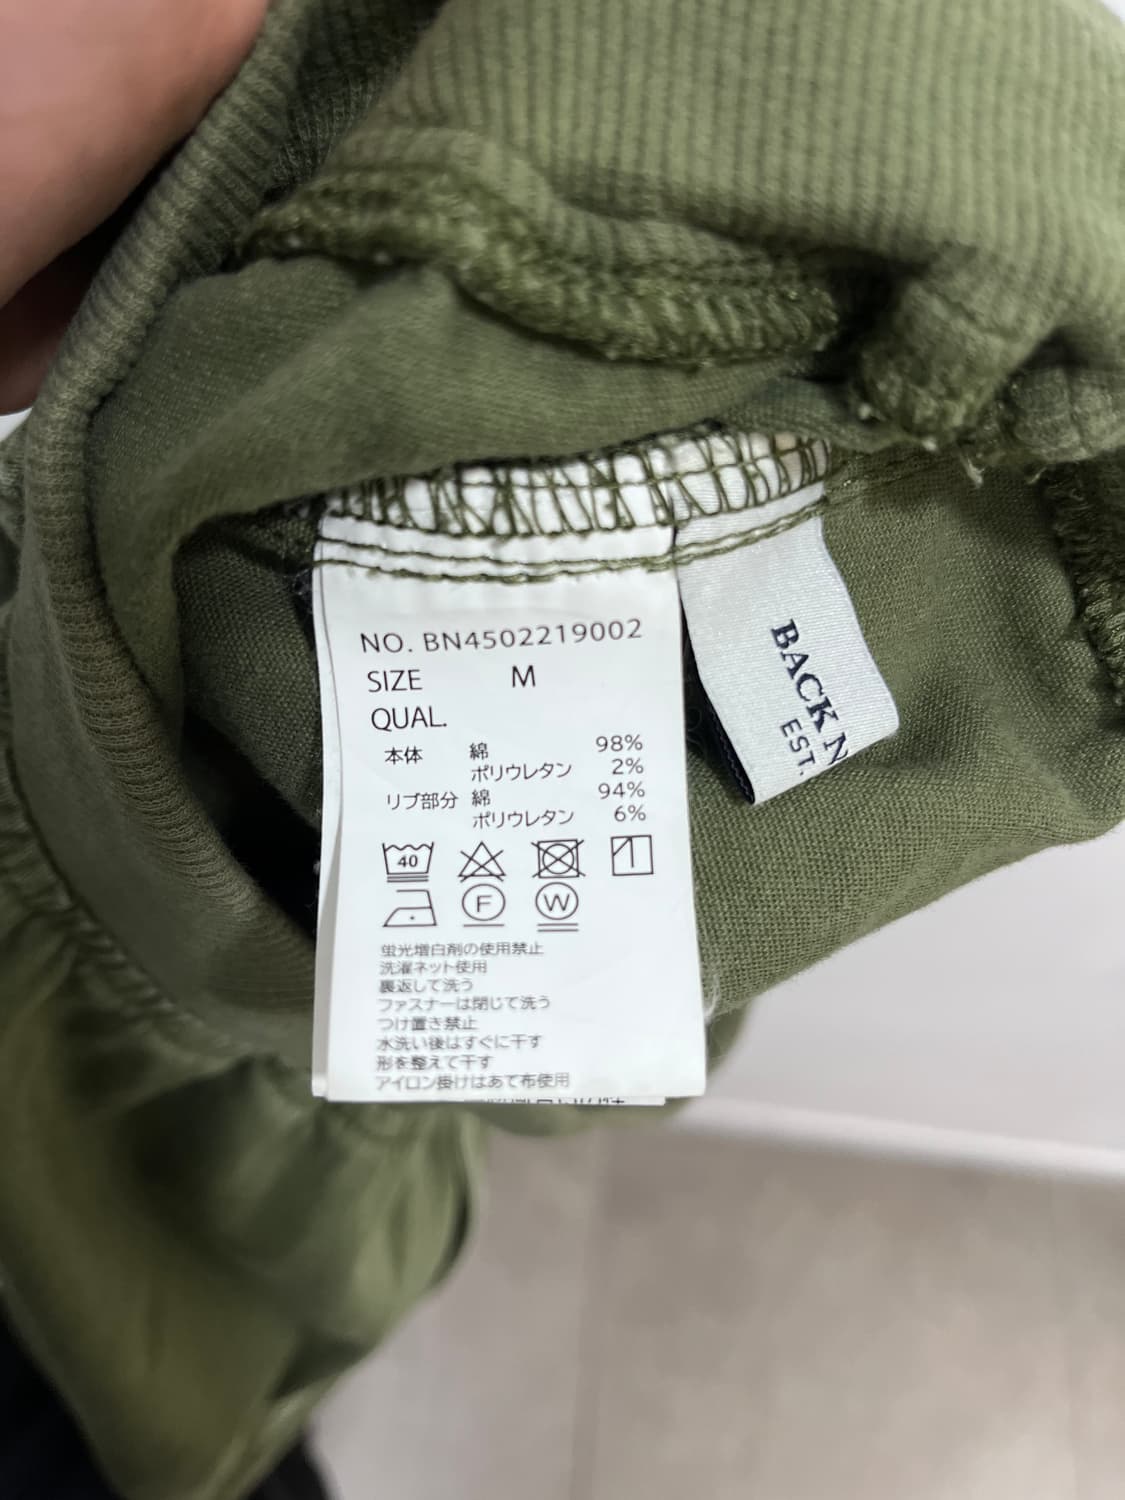 NO. BN4502219002
SIZE M
QUAL.
本体 綿 98%
ポリウレタン 2%
リブ部分 綿 94%
ポリウレタン 6%
40
F W
蛍光増白剤の使用禁止
洗濯ネット使用
裏返して洗う
ファスナーは閉じて洗う
つけ置き禁止
水洗い後はすぐに干す
形を整えて干す
アイロン掛けはあて布使用
BACK N
EST.